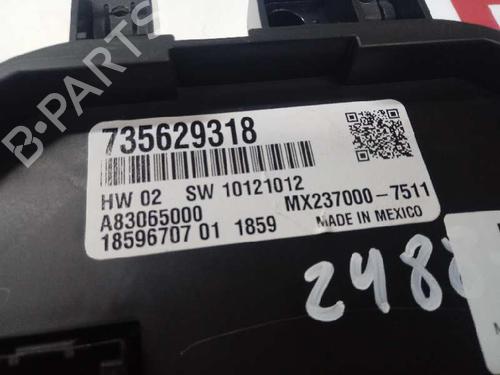 B-PARTS
735629318
HW 02 SW 10121012
A83065000 MX237000-7511
18596707 01 1859 MADE IN MEXICO
248